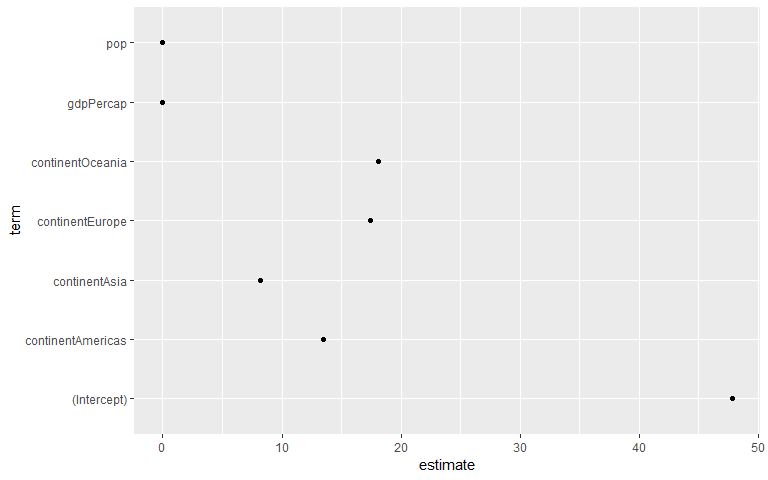 pop
gdpPercap
continentOceania
continentEurope
continentAsia
continentAmericas
(Intercept)
term
0 10 20 30 40 50
estimate